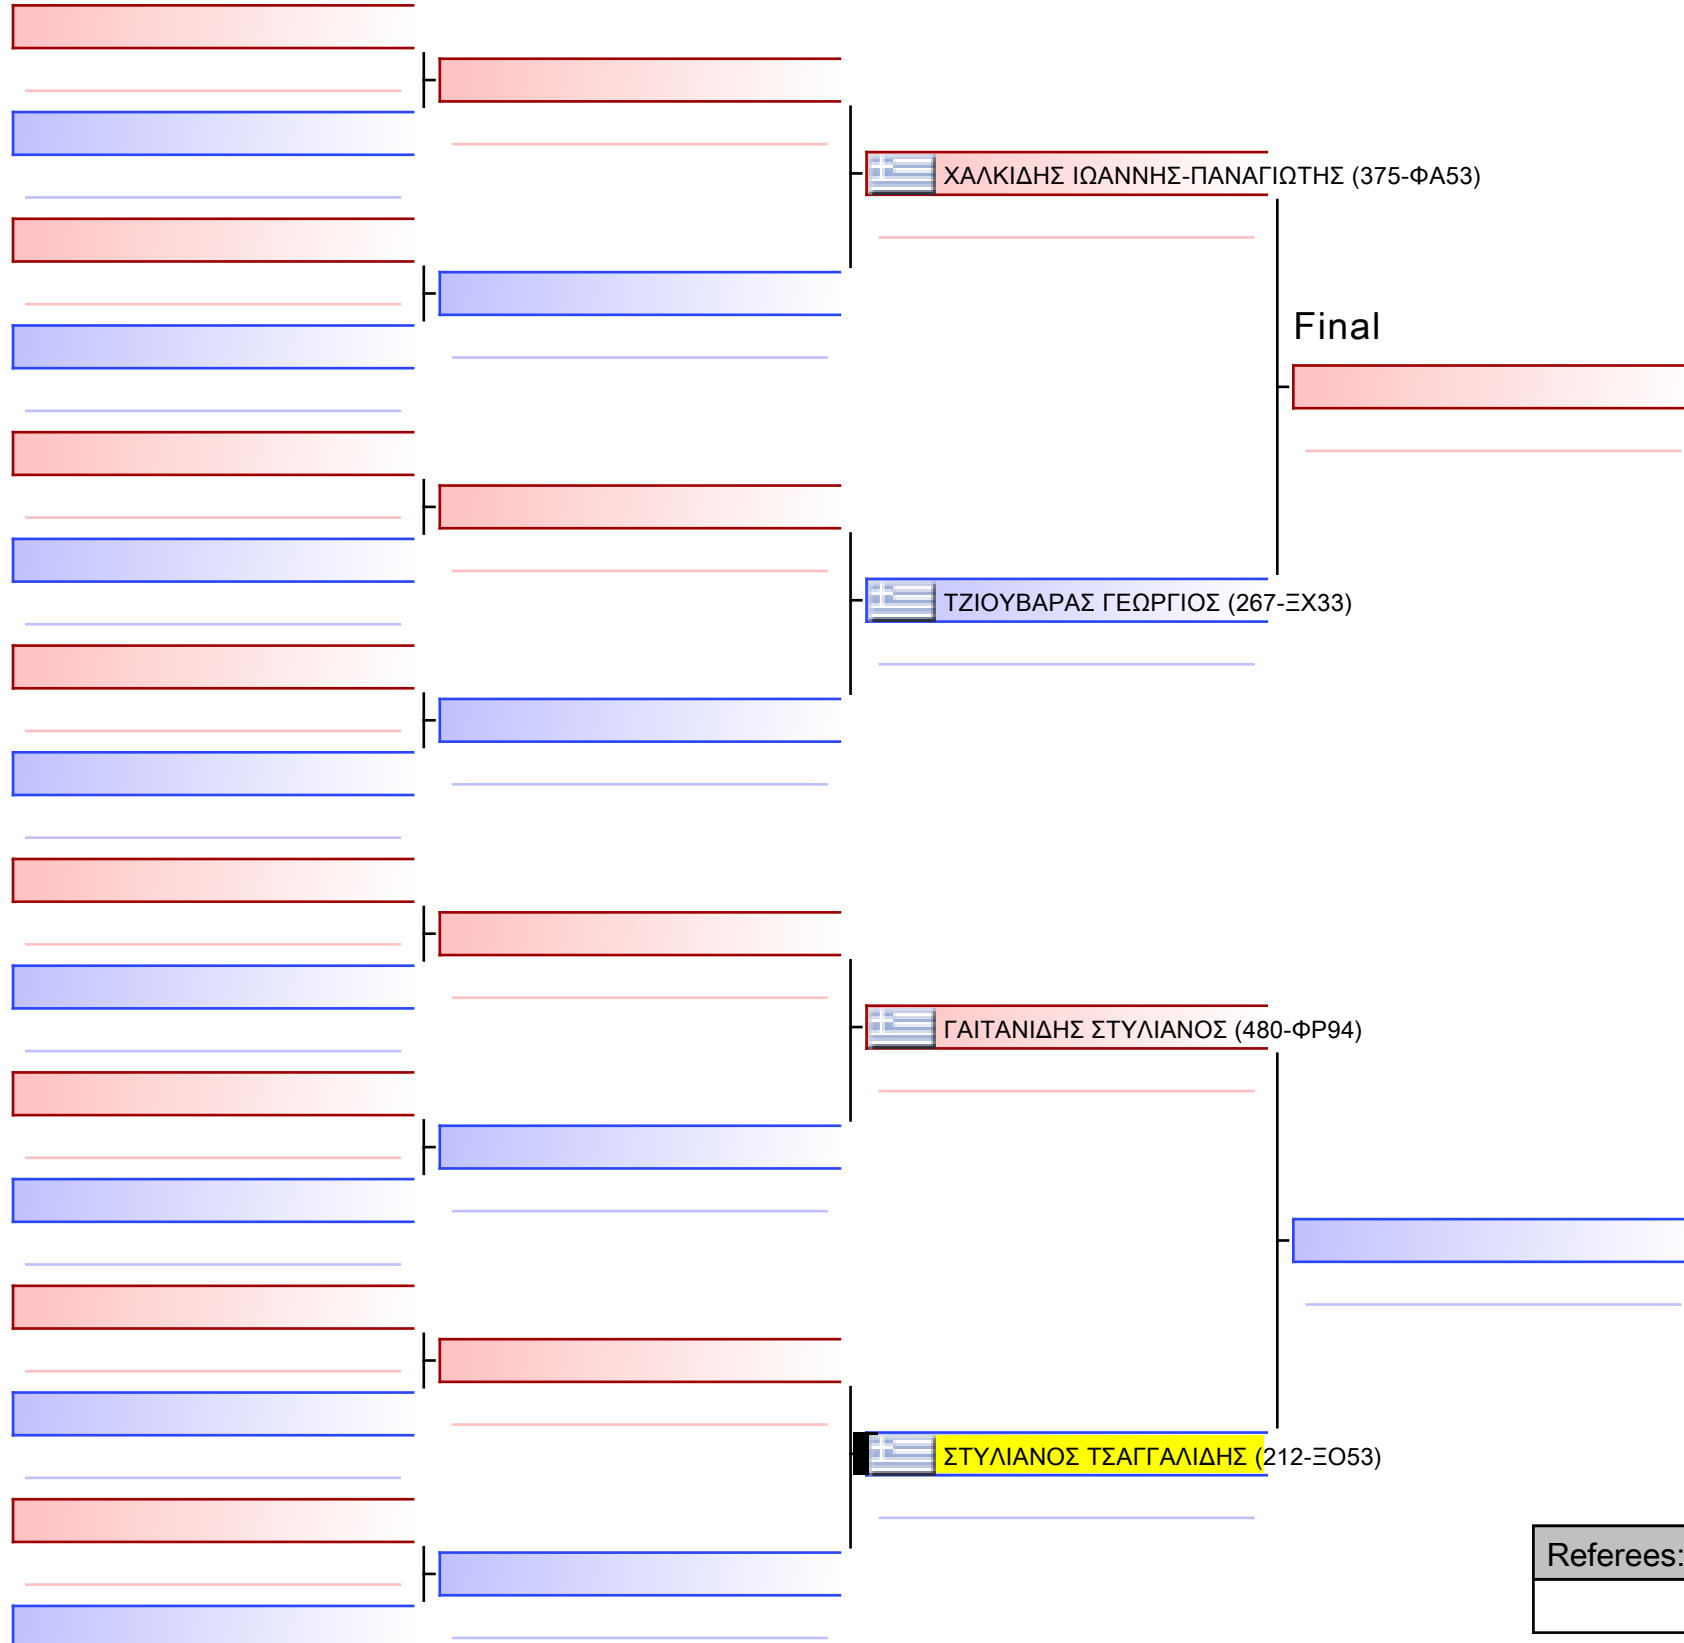 ΧΑΛΚΙΔΗΣ ΙΩΑΝΝΗΣ-ΠΑΝΑΓΙΩΤΗΣ (375-ΦΑ53)
Final
ΤΖΙΟΥΒΑΡΑΣ ΓΕΩΡΓΙΟΣ (267-ΞΧ33)
ΓΑΙΤΑΝΙΔΗΣ ΣΤΥΛΙΑΝΟΣ (480-ΦΡ94)
ΣΤΥΛΙΑΝΟΣ ΤΣΑΓΓΑΛΙΔΗΣ (212-ΞΟ53)
Referees: